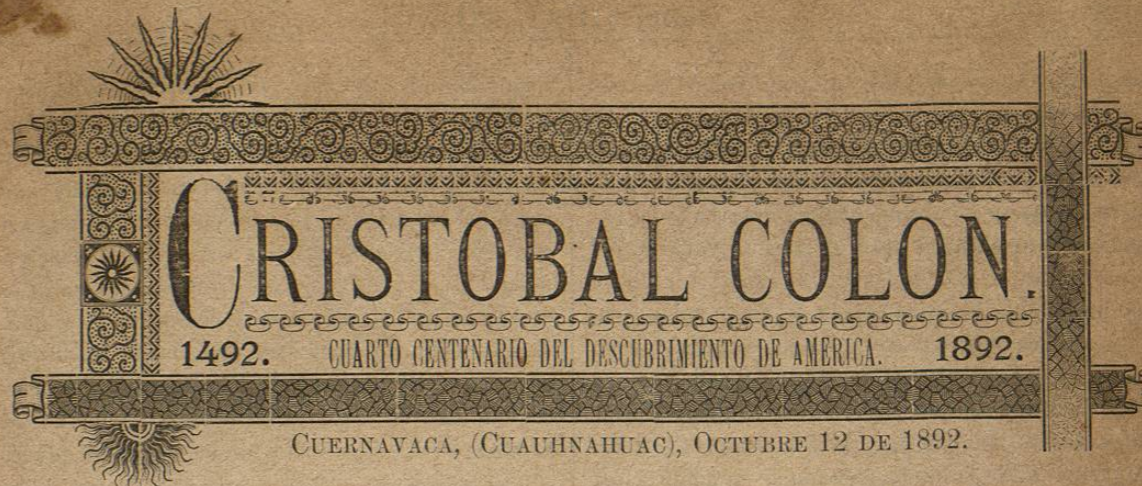 CRISTOBAL COLON.
1492. CUARTO CENTENARIO DEL DESCUBRIMIENTO DE AMERICA. 1892.
CUERNAVACA, (CUAUHNAHUAC), OCTUBRE 12 DE 1892.